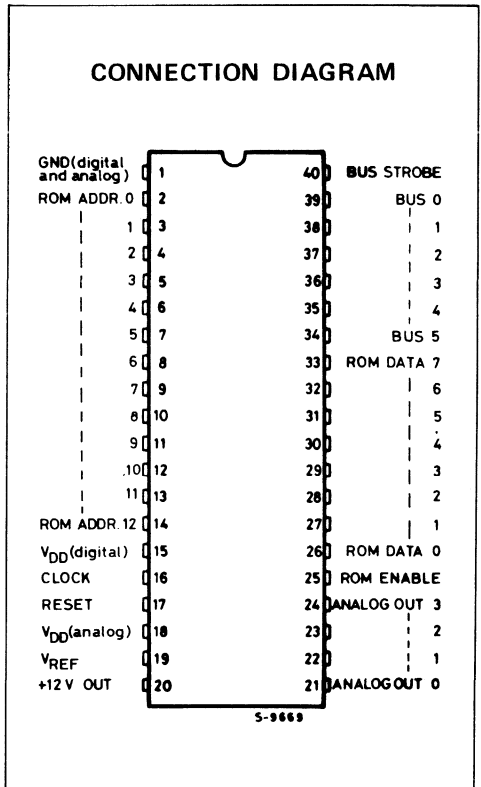 CONNECTION DIAGRAM
GND(digital
and analog) 1 40 BUS STROBE
ROM ADDR.0 2 39 BUS 0
1 3 38 1
2 4 37 2
3 5 36 3
4 6 35 4
5 7 34 BUS 5
6 8 33 ROM DATA 7
7 9 32 6
8 10 31 5
9 11 30 4
10 12 29 3
11 13 28 2
ROM ADDR.12 14 27 1
VDD(digital) 15 26 ROM DATA 0
CLOCK 16 25 ROM ENABLE
RESET 17 24 ANALOG OUT 3
VDD(analog) 18 23 2
VREF 19 22 1
+12 V OUT 20 21 ANALOG OUT 0
S-9669